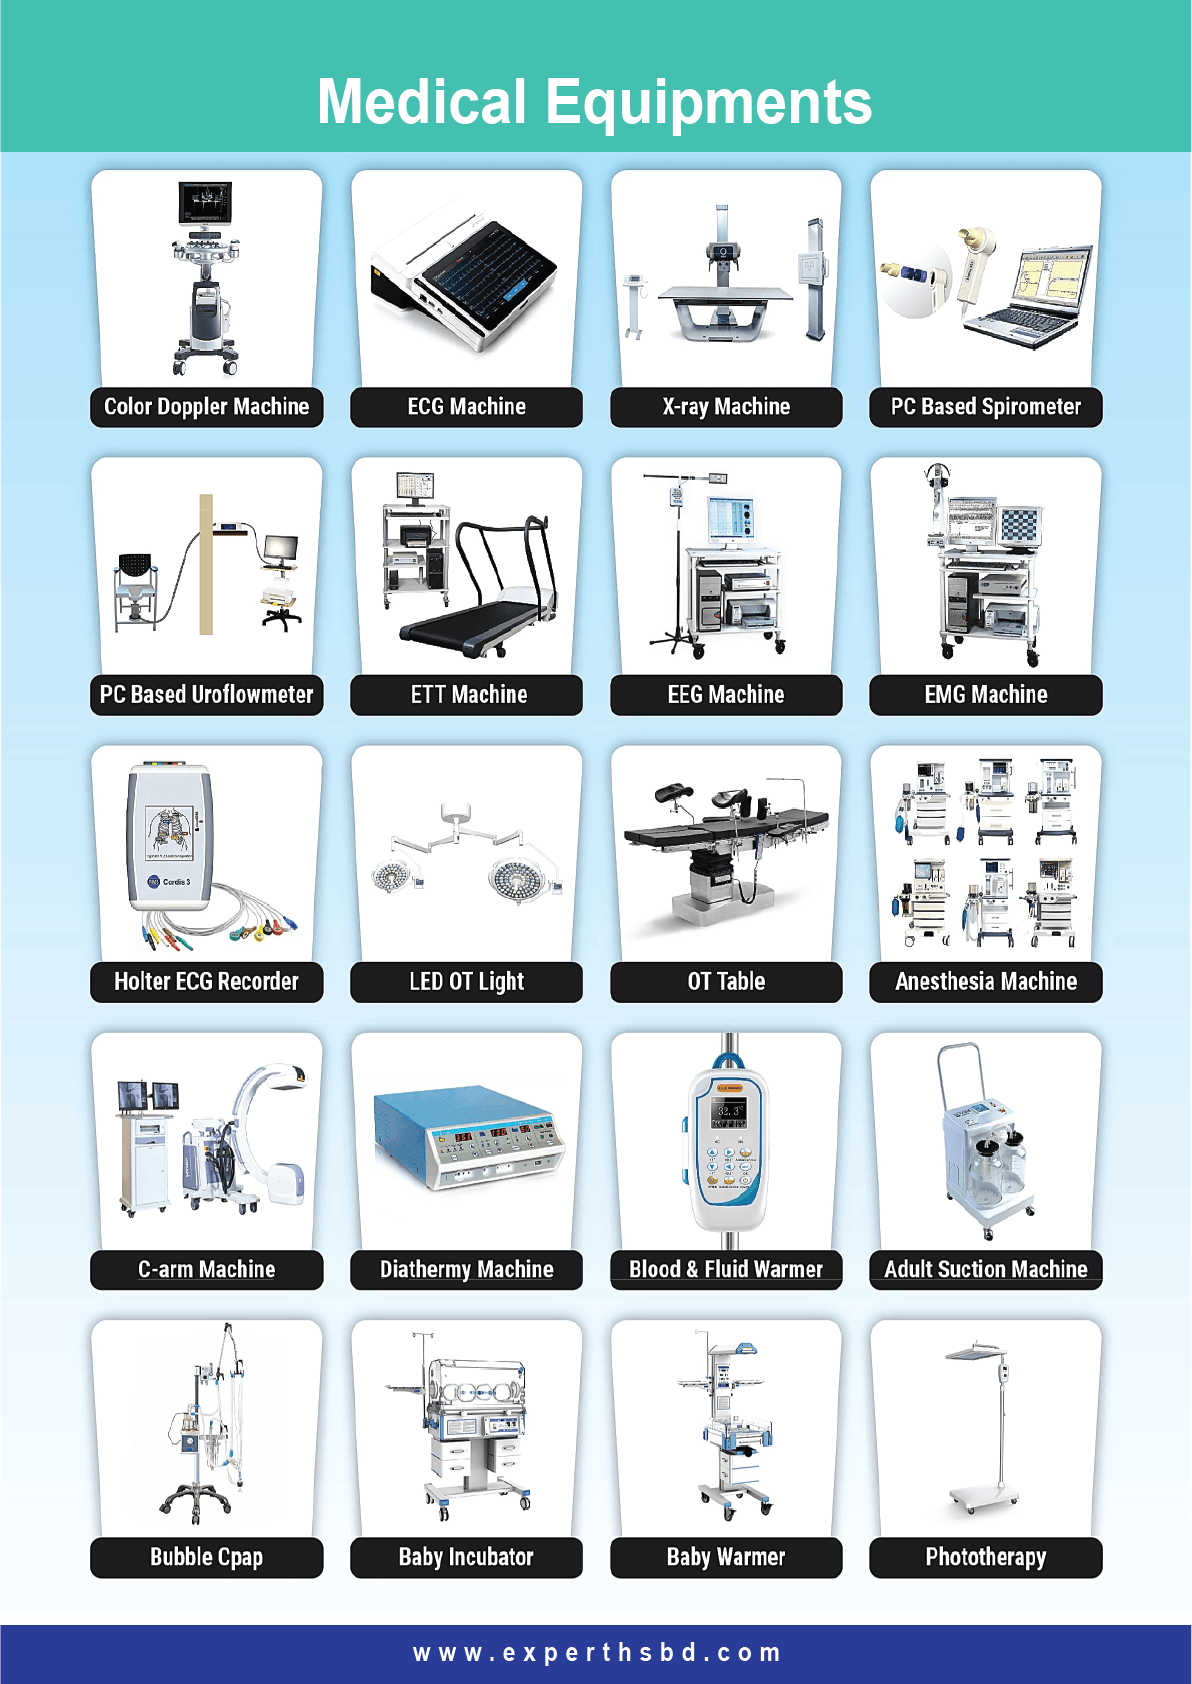 Medical Equipments
Color Doppler Machine
ECG Machine
X-ray Machine
PC Based Spirometer
PC Based Uroflowmeter
ETT Machine
EEG Machine
EMG Machine
Cardiis 3
Holter ECG Recorder
LED OT Light
OT Table
Anesthesia Machine
32.3°
C-arm Machine
Diathermy Machine
Blood & Fluid Warmer
Adult Suction Machine
Bubble Cpap
Baby Incubator
Baby Warmer
Phototherapy
www.experthsbd.com